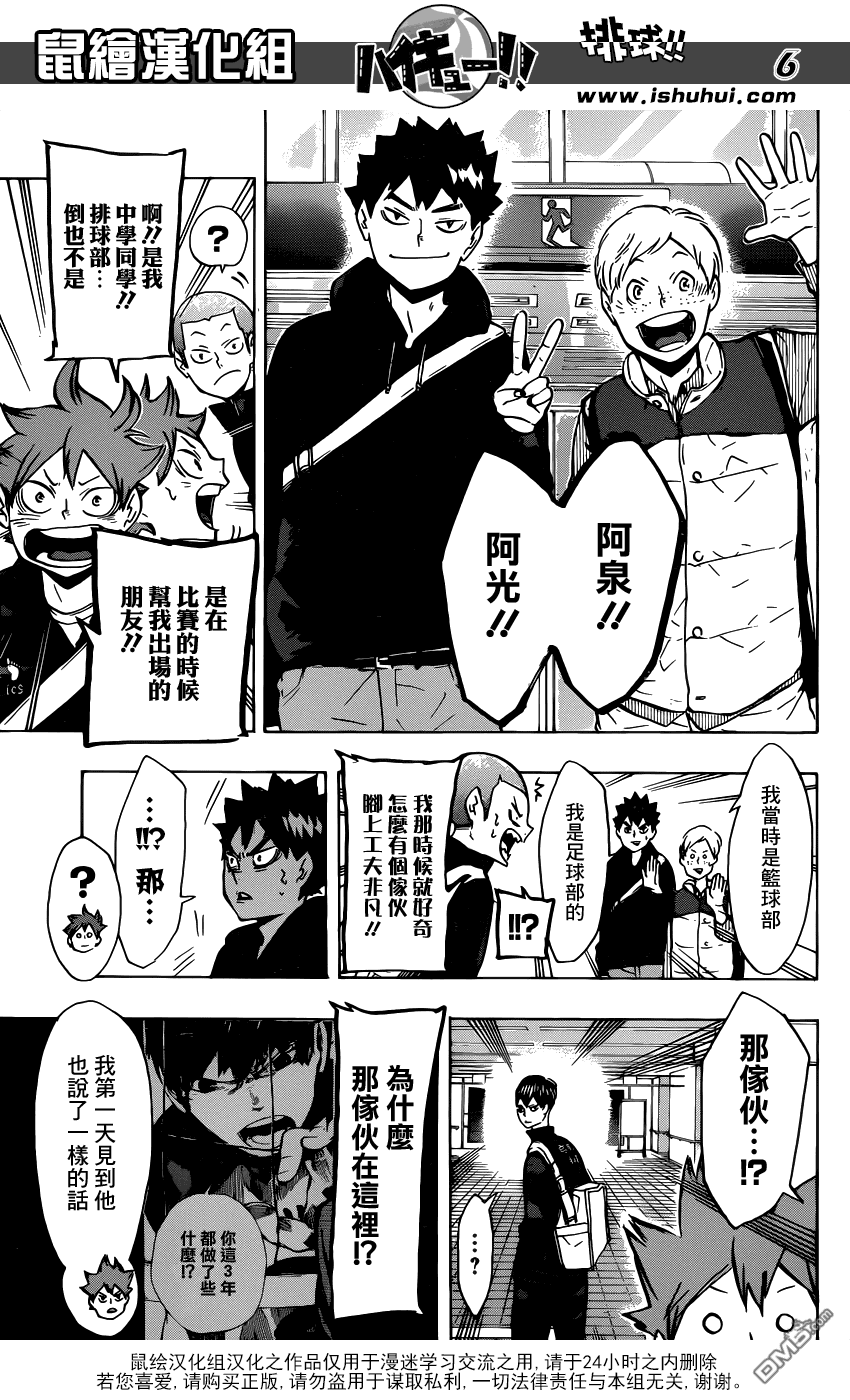 鼠繪漢化組
ハイキュー!!
排球!!
6
www.ishuhui.com
阿泉!!
阿光!!
啊!!是我
中學同學!!
排球部…
倒也不是
?
是在
比賽的時候
幫我出場的
朋友!!
ics
我當時是籃球部
我是足球部的
!!?
我那時候就好奇
怎麼有個傢伙
腳上工夫非凡!!
…!!?
那…
?
那傢伙…!?
…?
為什麼
那傢伙在這裡!?
你這3年
都做了些
什麼!?
我第一天見到他
也說了一樣的話
DM5.com
鼠绘汉化组汉化之作品仅用于漫迷学习交流之用, 请于24小时之内删除
若您喜爱, 请购买正版, 请勿盗用于谋取私利, 一切法律责任与本组无关, 谢谢.